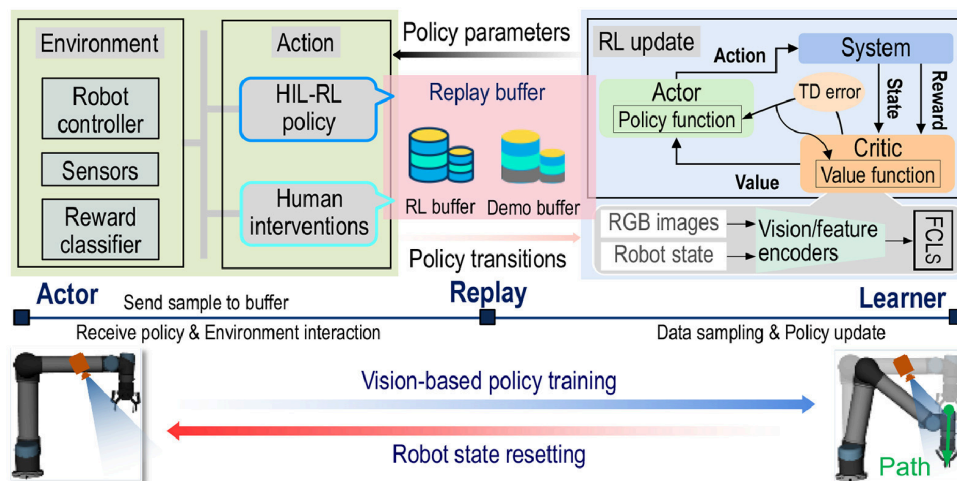 Environment
Robot
controller
Sensors
Reward
classifier
Action
HIL-RL
policy
Human
interventions
Policy parameters
Replay buffer
RL buffer
Demo buffer
Policy transitions
RL update
Action
System
Actor
Policy function
TD error
State
Reward
Critic
Value function
Value
RGB images
Robot state
Vision/feature
encoders
FCLS
Actor
Send sample to buffer
Receive policy & Environment interaction
Replay
Learner
Data sampling & Policy update
Vision-based policy training
Robot state resetting
Path